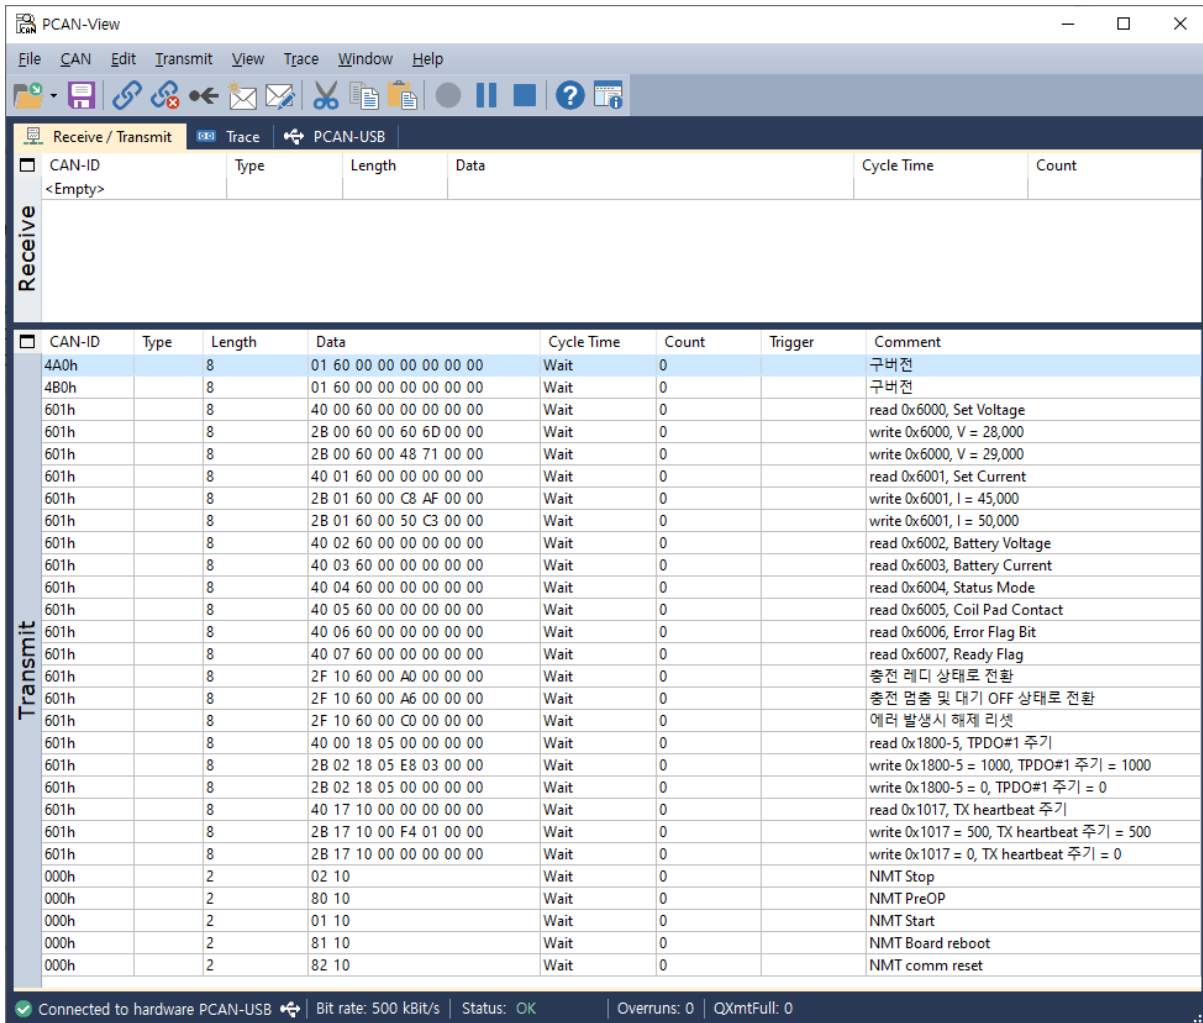 PCAN-View
File CAN Edit Transmit View Trace Window Help
Receive / Transmit Trace PCAN-USB
CAN-ID Type Length Data Cycle Time Count
<Empty>
Receive
CAN-ID Type Length Data Cycle Time Count Trigger Comment
4A0h 8 01 60 00 00 00 00 00 00 Wait 0 구버전
4B0h 8 01 60 00 00 00 00 00 00 Wait 0 구버전
601h 8 40 00 60 00 00 00 00 00 Wait 0 read 0x6000, Set Voltage
601h 8 2B 00 60 00 60 6D 00 00 Wait 0 write 0x6000, V = 28,000
601h 8 2B 00 60 00 48 71 00 00 Wait 0 write 0x6000, V = 29,000
601h 8 40 01 60 00 00 00 00 00 Wait 0 read 0x6001, Set Current
601h 8 2B 01 60 00 C8 AF 00 00 Wait 0 write 0x6001, I = 45,000
601h 8 2B 01 60 00 50 C3 00 00 Wait 0 write 0x6001, I = 50,000
601h 8 40 02 60 00 00 00 00 00 Wait 0 read 0x6002, Battery Voltage
601h 8 40 03 60 00 00 00 00 00 Wait 0 read 0x6003, Battery Current
601h 8 40 04 60 00 00 00 00 00 Wait 0 read 0x6004, Status Mode
601h 8 40 05 60 00 00 00 00 00 Wait 0 read 0x6005, Coil Pad Contact
601h 8 40 06 60 00 00 00 00 00 Wait 0 read 0x6006, Error Flag Bit
601h 8 40 07 60 00 00 00 00 00 Wait 0 read 0x6007, Ready Flag
601h 8 2F 10 60 00 A0 00 00 00 Wait 0 충전 레디 상태로 전환
601h 8 2F 10 60 00 A6 00 00 00 Wait 0 충전 멈춤 및 대기 OFF 상태로 전환
601h 8 2F 10 60 00 C0 00 00 00 Wait 0 에러 발생시 해제 리셋
601h 8 40 00 18 05 00 00 00 00 Wait 0 read 0x1800-5, TPDO#1 주기
601h 8 2B 02 18 05 E8 03 00 00 Wait 0 write 0x1800-5 = 1000, TPDO#1 주기 = 1000
601h 8 2B 02 18 05 00 00 00 00 Wait 0 write 0x1800-5 = 0, TPDO#1 주기 = 0
601h 8 40 17 10 00 00 00 00 00 Wait 0 read 0x1017, TX heartbeat 주기
601h 8 2B 17 10 00 F4 01 00 00 Wait 0 write 0x1017 = 500, TX heartbeat 주기 = 500
601h 8 2B 17 10 00 00 00 00 00 Wait 0 write 0x1017 = 0, TX heartbeat 주기 = 0
000h 2 02 10 Wait 0 NMT Stop
000h 2 80 10 Wait 0 NMT PreOP
000h 2 01 10 Wait 0 NMT Start
000h 2 81 10 Wait 0 NMT Board reboot
000h 2 82 10 Wait 0 NMT comm reset
Transmit
Connected to hardware PCAN-USB Bit rate: 500 kBit/s Status: OK Overruns: 0 QXmtFull: 0